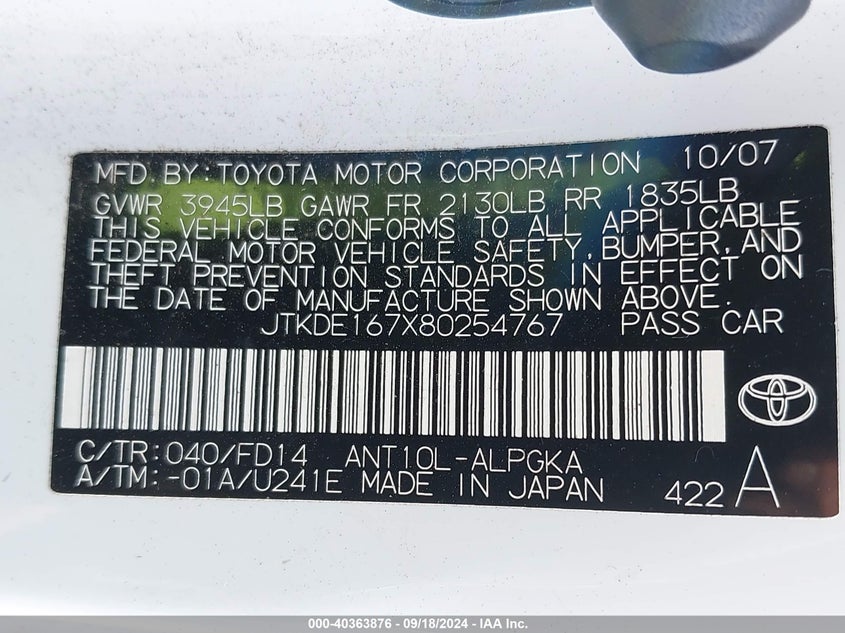 MFD. BY: TOYOTA MOTOR CORPORATION 10/07
GVWR 3945LB GAWR FR 2130LB RR 1835LB
THIS VEHICLE CONFORMS TO ALL APPLICABLE
FEDERAL MOTOR VEHICLE SAFETY, BUMPER, AND
THEFT PREVENTION STANDARDS IN EFFECT ON
THE DATE OF MANUFACTURE SHOWN ABOVE.
JTKDE167X80254767 PASS CAR
C/TR: 040/FD14 ANT10L-ALPGKA
A/TM: -01A/U241E MADE IN JAPAN 422 A
000-40363876 - 09/18/2024 - IAA Inc.